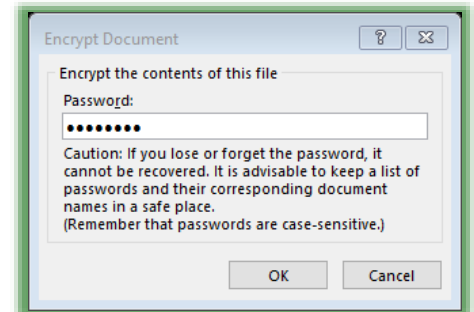 Encrypt Document
Encrypt the contents of this file
Password:
●●●●●●●●
Caution: If you lose or forget the password, it
cannot be recovered. It is advisable to keep a list of
passwords and their corresponding document
names in a safe place.
(Remember that passwords are case-sensitive.)
OK Cancel